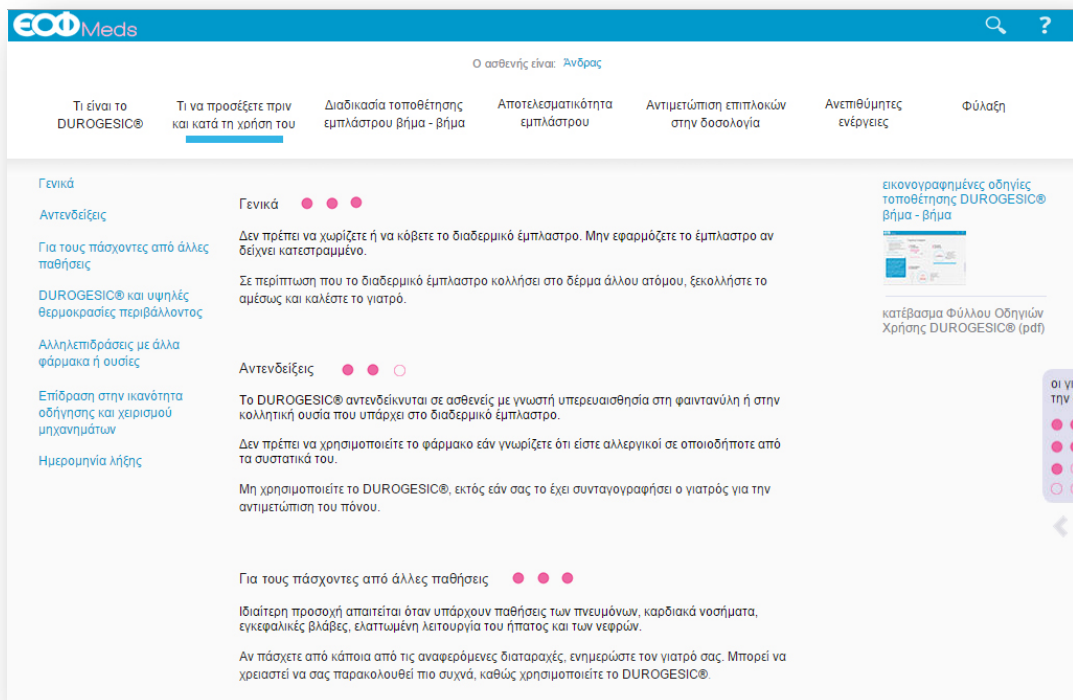 ΕΟΦMeds
?
Ο ασθενής είναι: Άνδρας
Τι είναι το
DUROGESIC®
Τι να προσέξετε πριν
και κατά τη χρήση του
Διαδικασία τοποθέτησης
εμπλάστρου βήμα - βήμα
Αποτελεσματικότητα
εμπλάστρου
Αντιμετώπιση επιπλοκών
στην δοσολογία
Ανεπιθύμητες
ενέργειες
Φύλαξη
Γενικά
Αντενδείξεις
Για τους πάσχοντες από άλλες
παθήσεις
DUROGESIC® και υψηλές
θερμοκρασίες περιβάλλοντος
Αλληλεπιδράσεις με άλλα
φάρμακα ή ουσίες
Επίδραση στην ικανότητα
οδήγησης και χειρισμού
μηχανημάτων
Ημερομηνία λήξης
Γενικά
Δεν πρέπει να χωρίζετε ή να κόβετε το διαδερμικό έμπλαστρο. Μην εφαρμόζετε το έμπλαστρο αν
δείχνει κατεστραμμένο.
Σε περίπτωση που το διαδερμικό έμπλαστρο κολλήσει στο δέρμα άλλου ατόμου, ξεκολλήστε το
αμέσως και καλέστε το γιατρό.
Αντενδείξεις
Το DUROGESIC® αντενδείκνυται σε ασθενείς με γνωστή υπερευαισθησία στη φαιντανύλη ή στην
κολλητική ουσία που υπάρχει στο διαδερμικό έμπλαστρο.
Δεν πρέπει να χρησιμοποιείτε το φάρμακο εάν γνωρίζετε ότι είστε αλλεργικοί σε οποιοδήποτε από
τα συστατικά του.
Μη χρησιμοποιείτε το DUROGESIC®, εκτός εάν σας το έχει συνταγογραφήσει ο γιατρός για την
αντιμετώπιση του πόνου.
Για τους πάσχοντες από άλλες παθήσεις
Ιδιαίτερη προσοχή απαιτείται όταν υπάρχουν παθήσεις των πνευμόνων, καρδιακά νοσήματα,
εγκεφαλικές βλάβες, ελαττωμένη λειτουργία του ήπατος και των νεφρών.
Αν πάσχετε από κάποια από τις αναφερόμενες διαταραχές, ενημερώστε τον γιατρό σας. Μπορεί να
χρειαστεί να σας παρακολουθεί πιο συχνά, καθώς χρησιμοποιείτε το DUROGESIC®.
εικονογραφημένες οδηγίες
τοποθέτησης DUROGESIC®
βήμα - βήμα
κατέβασμα Φύλλου Οδηγιών
Χρήσης DUROGESIC® (pdf)
οι
την